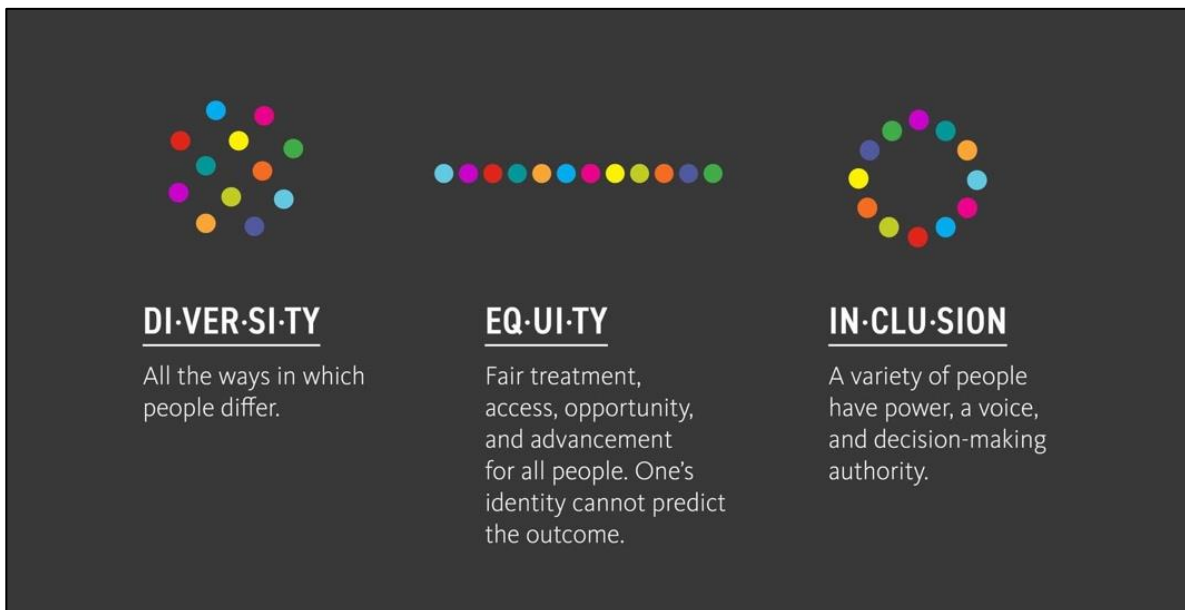 DI·VER·SI·TY
All the ways in which
people differ.
EQ·UI·TY
Fair treatment,
access, opportunity,
and advancement
for all people. One’s
identity cannot predict
the outcome.
IN·CLU·SION
A variety of people
have power, a voice,
and decision-making
authority.